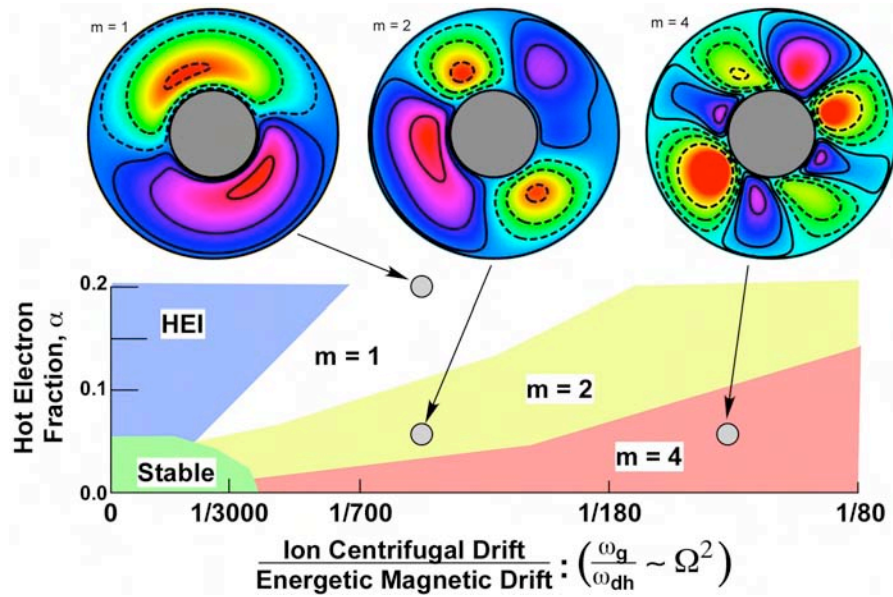 m = 1
m = 2
m = 4
Hot Electron
Fraction, α
0.2
0.1
0.0
HEI
m = 1
m = 2
Stable
m = 4
0
1/3000
1/700
1/180
1/80
Ion Centrifugal Drift
Energetic Magnetic Drift
: (ω_g/ω_dh ~ Ω²)